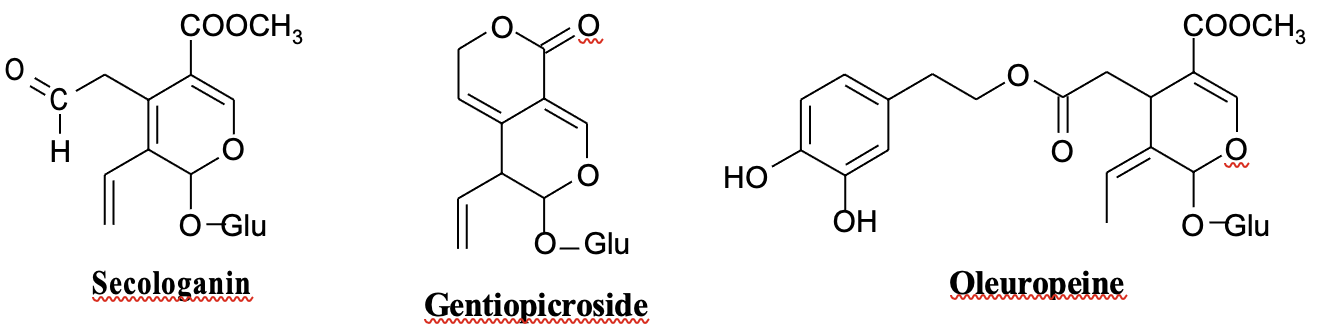 COOCH3
O
C
H
O
O–Glu
Secologanin
O
O
O
O–Glu
Gentiopicroside
COOCH3
O
O
HO
OH
O
O–Glu
Oleuropeine